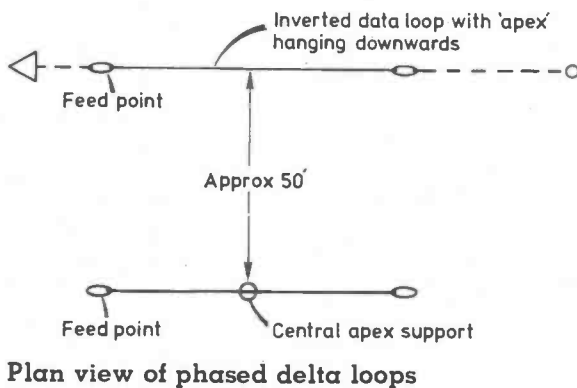 Inverted data loop with 'apex'
hanging downwards
Feed point
Approx 50'
Feed point
Central apex support
Plan view of phased delta loops